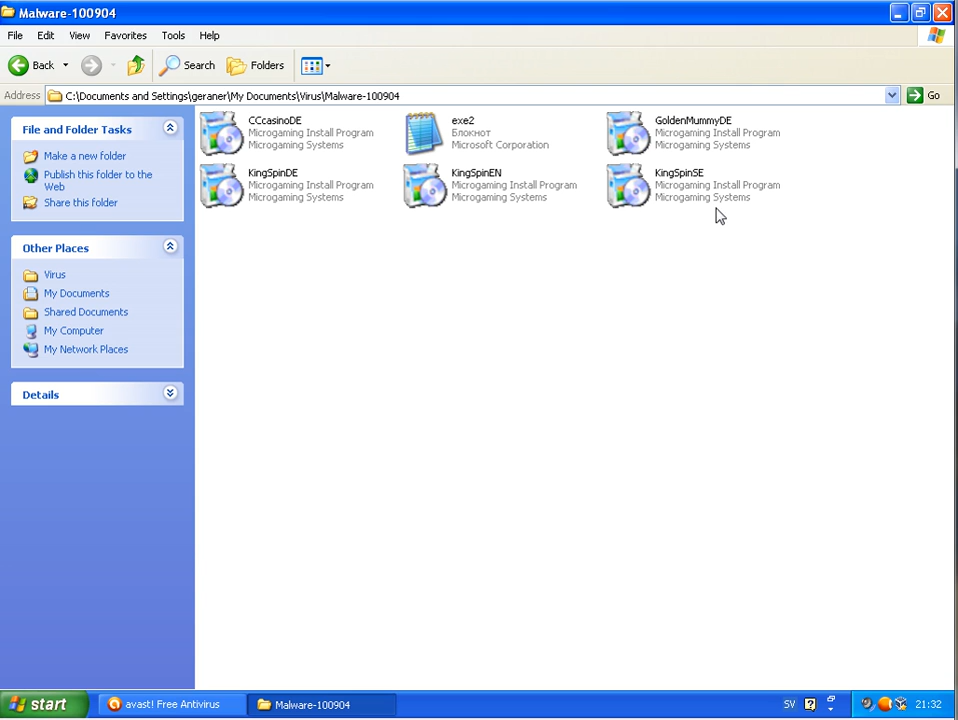 Malware-100904
File Edit View Favorites Tools Help
Back Search Folders
Address C:\Documents and Settings\geraner\My Documents\Virus\Malware-100904 Go
File and Folder Tasks
Make a new folder
Publish this folder to the
Web
Share this folder
Other Places
Virus
My Documents
Shared Documents
My Computer
My Network Places
Details
CCcasinoDE
Microgaming Install Program
Microgaming Systems
exe2
Блокнот
Microsoft Corporation
GoldenMummyDE
Microgaming Install Program
Microgaming Systems
KingSpinDE
Microgaming Install Program
Microgaming Systems
KingSpinEN
Microgaming Install Program
Microgaming Systems
KingSpinSE
Microgaming Install Program
Microgaming Systems
start avast! Free Antivirus Malware-100904 SV 21:32